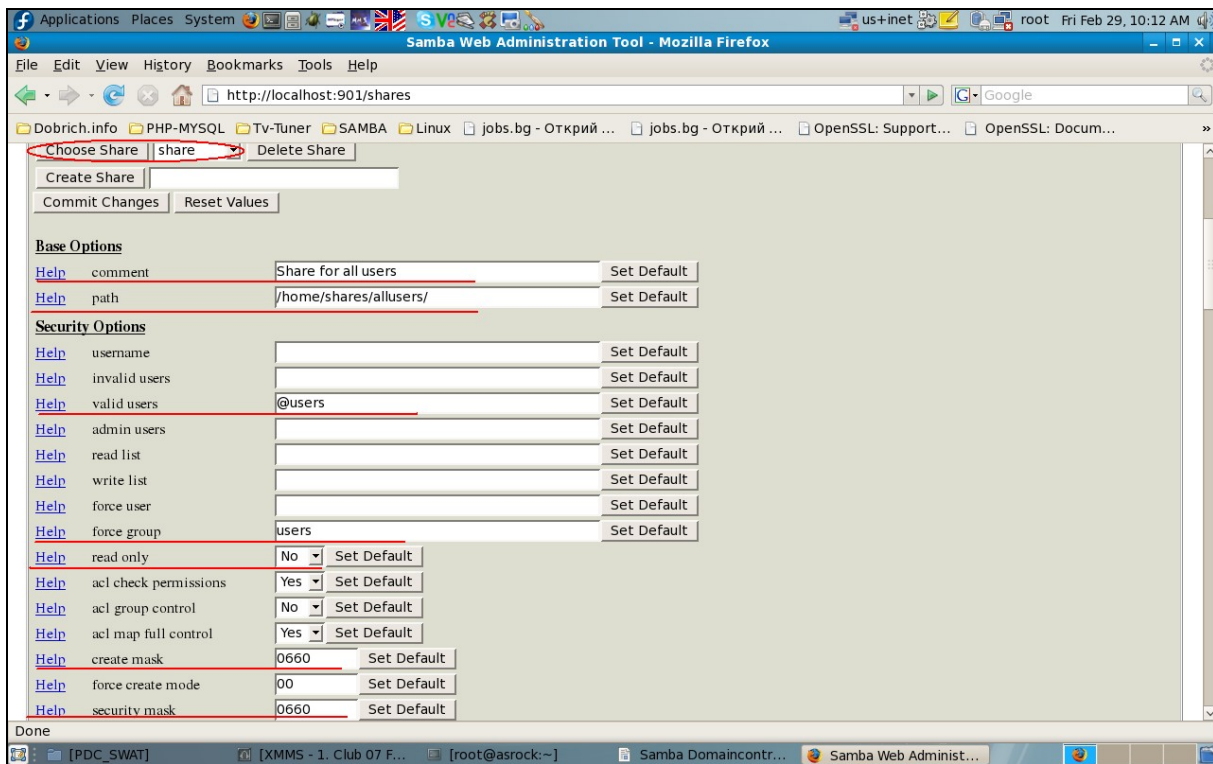 Applications Places System us+inet root Fri Feb 29, 10:12 AM
Samba Web Administration Tool - Mozilla Firefox
File Edit View History Bookmarks Tools Help
http://localhost:901/shares Google
Dobrich.info PHP-MYSQL Tv-Tuner SAMBA Linux jobs.bg - Открий ... jobs.bg - Открий ... OpenSSL: Support... OpenSSL: Docum... »
Choose Share share Delete Share
Create Share
Commit Changes Reset Values
Base Options
Help comment Share for all users Set Default
Help path /home/shares/allusers/ Set Default
Security Options
Help username Set Default
Help invalid users Set Default
Help valid users @users Set Default
Help admin users Set Default
Help read list Set Default
Help write list Set Default
Help force user Set Default
Help force group users Set Default
Help read only No Set Default
Help acl check permissions Yes Set Default
Help acl group control No Set Default
Help acl map full control Yes Set Default
Help create mask 0660 Set Default
Help force create mode 00 Set Default
Help security mask 0660 Set Default
Done
[PDC_SWAT] [XMMS - 1. Club 07 F... [root@asrock:~] Samba Domaincontr... Samba Web Administ...